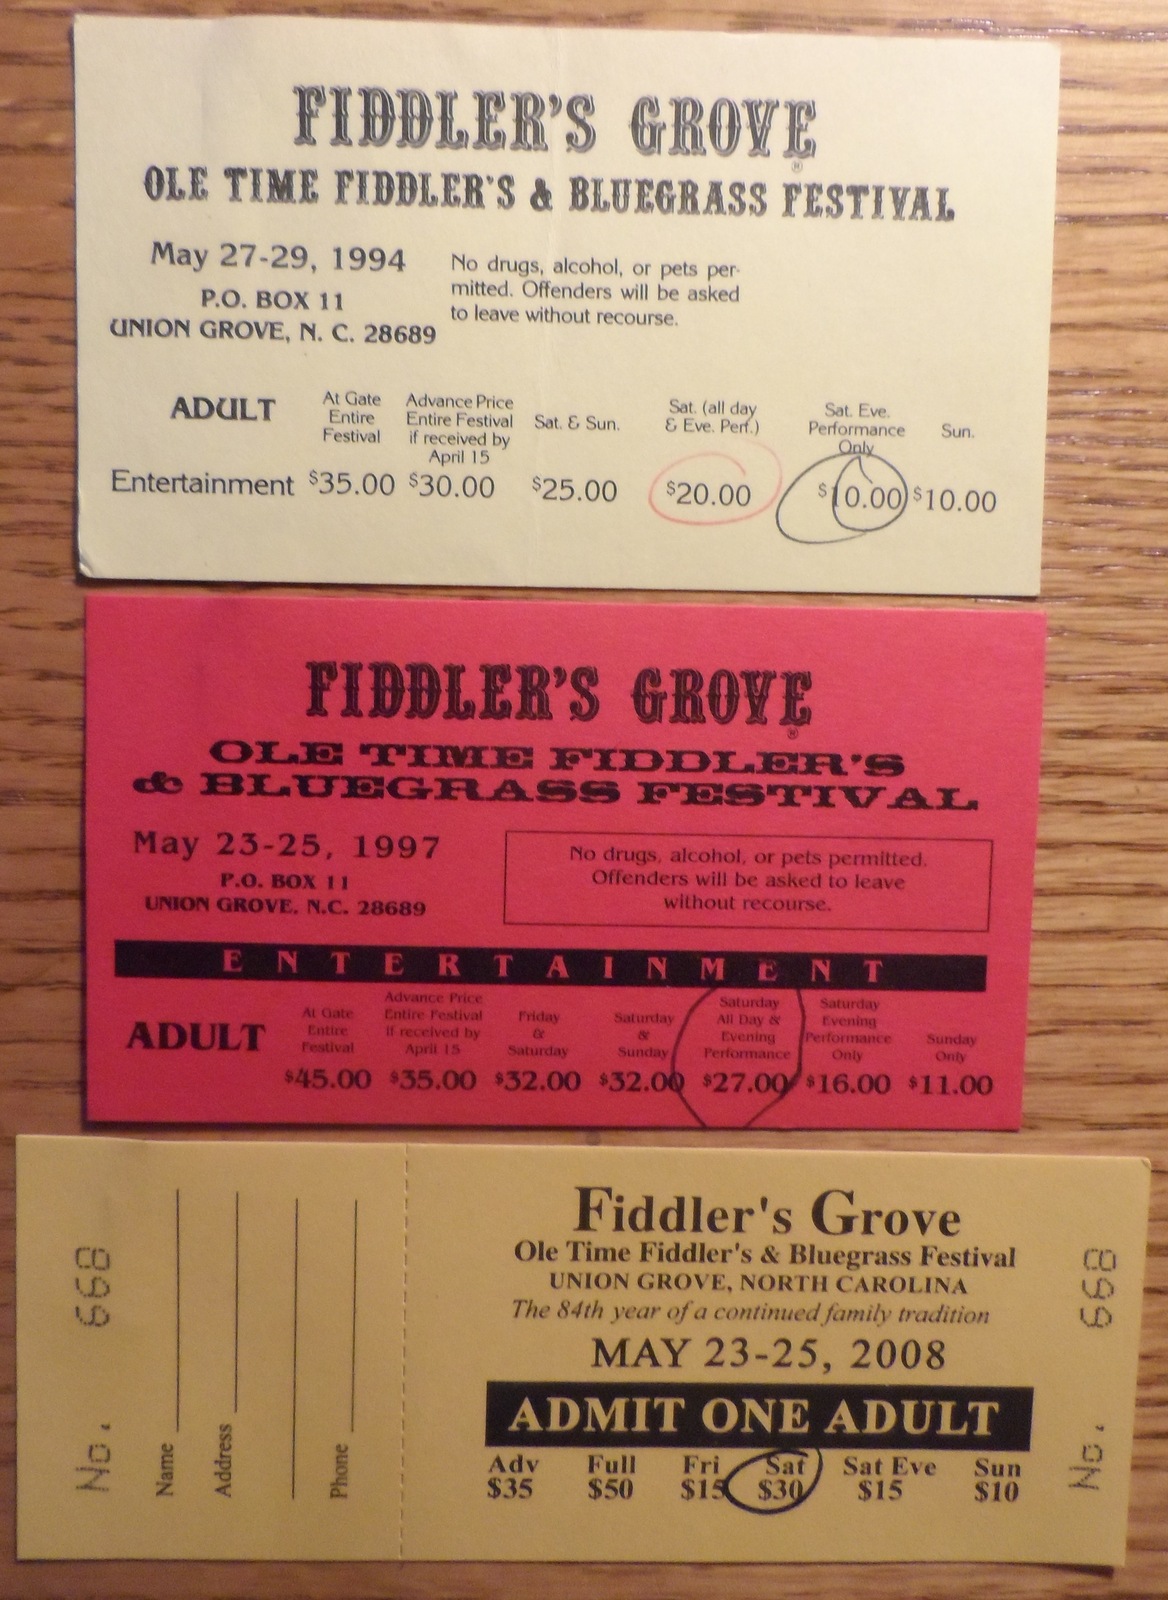 FIDDLER'S GROVE
®
OLE TIME FIDDLER'S & BLUEGRASS FESTIVAL
May 27-29, 1994
P.O. BOX 11
UNION GROVE, N. C. 28689
No drugs, alcohol, or pets per-
mitted. Offenders will be asked
to leave without recourse.
ADULT
At Gate
Entire
Festival
Advance Price
Entire Festival
if received by
April 15
Sat. & Sun.
Sat. (all day
& Eve. Perf.)
Sat. Eve.
Performance
Only
Sun.
Entertainment $35.00 $30.00 $25.00 $20.00 $10.00 $10.00
FIDDLER'S GROVE
®
OLE TIME FIDDLER'S
& BLUEGRASS FESTIVAL
May 23-25, 1997
P.O. BOX 11
UNION GROVE. N.C. 28689
No drugs, alcohol, or pets permitted.
Offenders will be asked to leave
without recourse.
ENTERTAINMENT
ADULT
At Gate
Entire
Festival
Advance Price
Entire Festival
if received by
April 15
Friday
&
Saturday
Saturday
&
Sunday
Saturday
All Day &
Evening
Performance
Saturday
Evening
Performance
Only
Sunday
Only
$45.00 $35.00 $32.00 $32.00 $27.00 $16.00 $11.00
No. 668
Name
Address
Phone
Fiddler's Grove
Ole Time Fiddler's & Bluegrass Festival
UNION GROVE, NORTH CAROLINA
The 84th year of a continued family tradition
MAY 23-25, 2008
ADMIT ONE ADULT
Adv Full Fri Sat Sat Eve Sun
$35 $50 $15 $30 $15 $10
No. 668